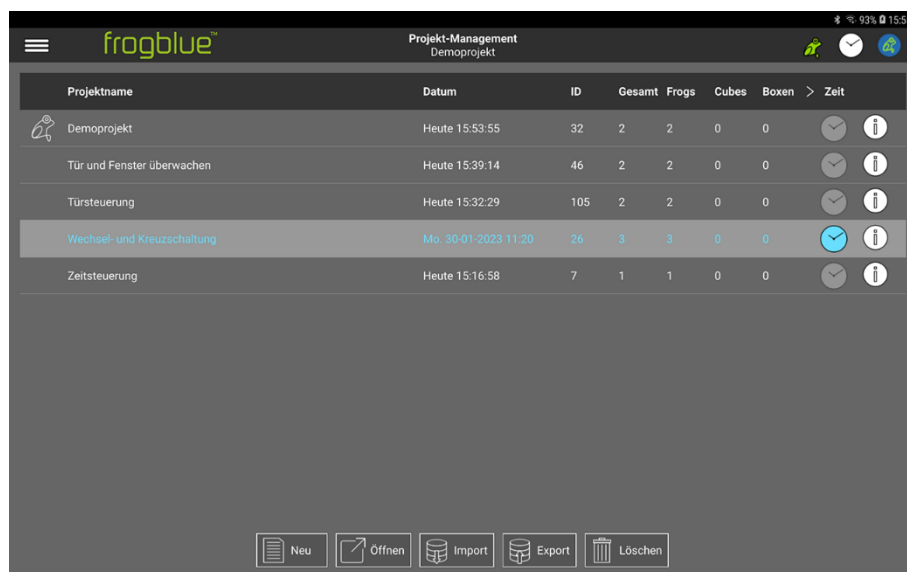 93% 15:5
frogblue™
Projekt-Management
Demoprojekt
Projektname Datum ID Gesamt Frogs Cubes Boxen > Zeit
Demoprojekt Heute 15:53:55 32 2 2 0 0
Tür und Fenster überwachen Heute 15:39:14 46 2 2 0 0
Türsteuerung Heute 15:32:29 105 2 2 0 0
Wechsel- und Kreuzschaltung Mo. 30-01-2023 11:20 26 3 3 0 0
Zeitsteuerung Heute 15:16:58 7 1 1 0 0
Neu Öffnen Import Export Löschen